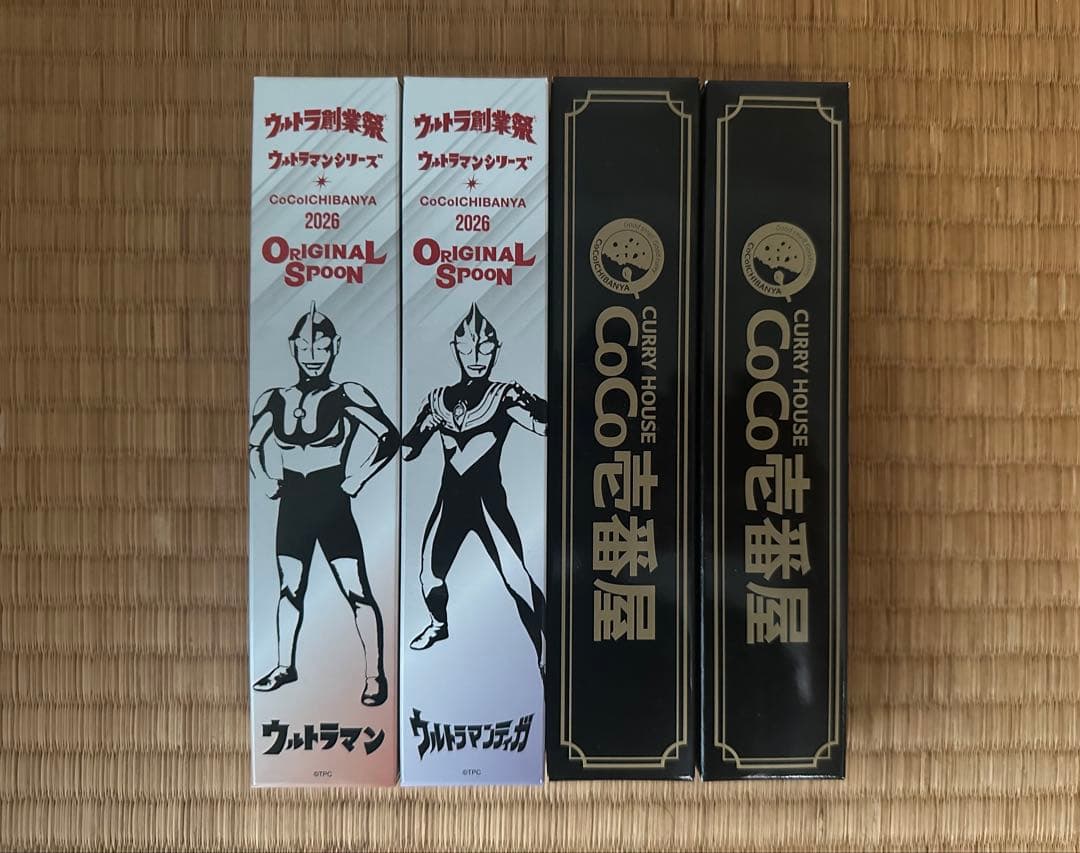 ウルトラ創業祭
ウルトラマンシリーズ
CoCoICHIBANYA
2026
ORIGINAL
SPOON
ウルトラマン
©TPC
ウルトラ創業祭
ウルトラマンシリーズ
CoCoICHIBANYA
2026
ORIGINAL
SPOON
ウルトラマンティガ
©TPC
CoCoICHIBANYA
CURRY HOUSE
CoCo壱番屋
CoCoICHIBANYA
CURRY HOUSE
CoCo壱番屋